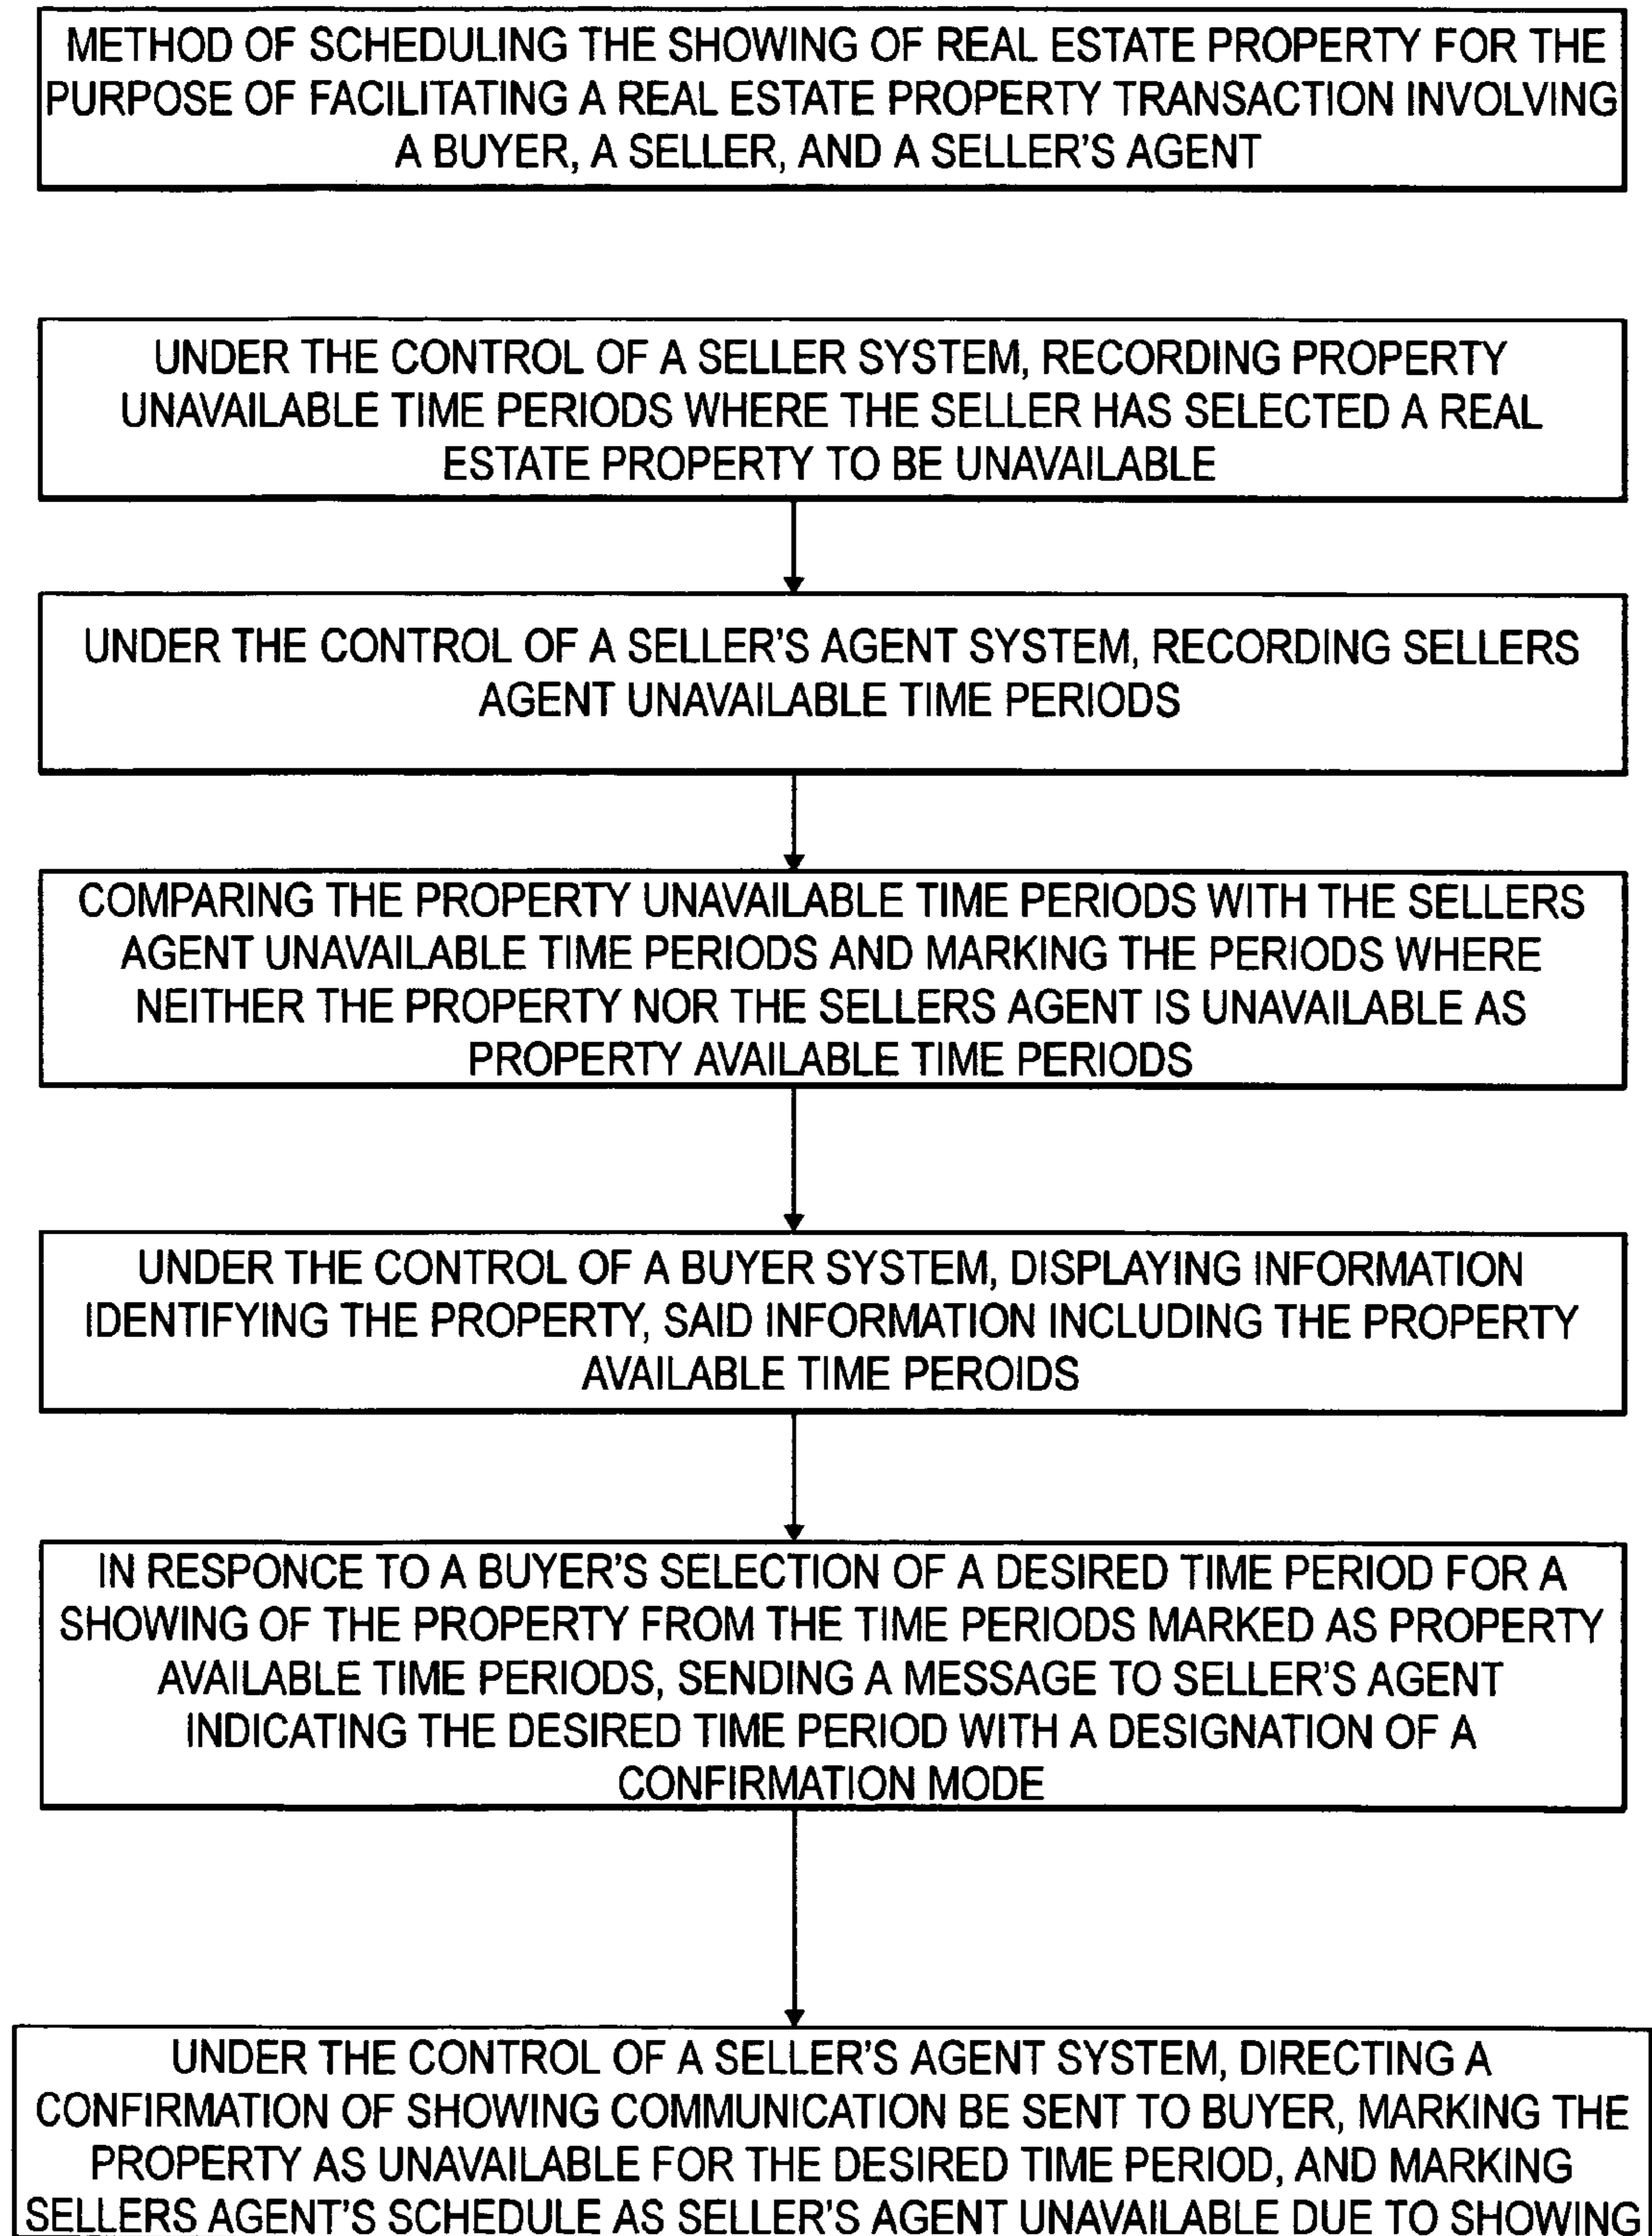 METHOD OF SCHEDULING THE SHOWING OF REAL ESTATE PROPERTY FOR THE
PURPOSE OF FACILITATING A REAL ESTATE PROPERTY TRANSACTION INVOLVING
A BUYER, A SELLER, AND A SELLER'S AGENT
UNDER THE CONTROL OF A SELLER SYSTEM, RECORDING PROPERTY
UNAVAILABLE TIME PERIODS WHERE THE SELLER HAS SELECTED A REAL
ESTATE PROPERTY TO BE UNAVAILABLE
UNDER THE CONTROL OF A SELLER'S AGENT SYSTEM, RECORDING SELLERS
AGENT UNAVAILABLE TIME PERIODS
COMPARING THE PROPERTY UNAVAILABLE TIME PERIODS WITH THE SELLERS
AGENT UNAVAILABLE TIME PERIODS AND MARKING THE PERIODS WHERE
NEITHER THE PROPERTY NOR THE SELLERS AGENT IS UNAVAILABLE AS
PROPERTY AVAILABLE TIME PERIODS
UNDER THE CONTROL OF A BUYER SYSTEM, DISPLAYING INFORMATION
IDENTIFYING THE PROPERTY, SAID INFORMATION INCLUDING THE PROPERTY
AVAILABLE TIME PEROIDS
IN RESPONCE TO A BUYER'S SELECTION OF A DESIRED TIME PERIOD FOR A
SHOWING OF THE PROPERTY FROM THE TIME PERIODS MARKED AS PROPERTY
AVAILABLE TIME PERIODS, SENDING A MESSAGE TO SELLER'S AGENT
INDICATING THE DESIRED TIME PERIOD WITH A DESIGNATION OF A
CONFIRMATION MODE
UNDER THE CONTROL OF A SELLER'S AGENT SYSTEM, DIRECTING A
CONFIRMATION OF SHOWING COMMUNICATION BE SENT TO BUYER, MARKING THE
PROPERTY AS UNAVAILABLE FOR THE DESIRED TIME PERIOD, AND MARKING
SELLERS AGENT'S SCHEDULE AS SELLER'S AGENT UNAVAILABLE DUE TO SHOWING